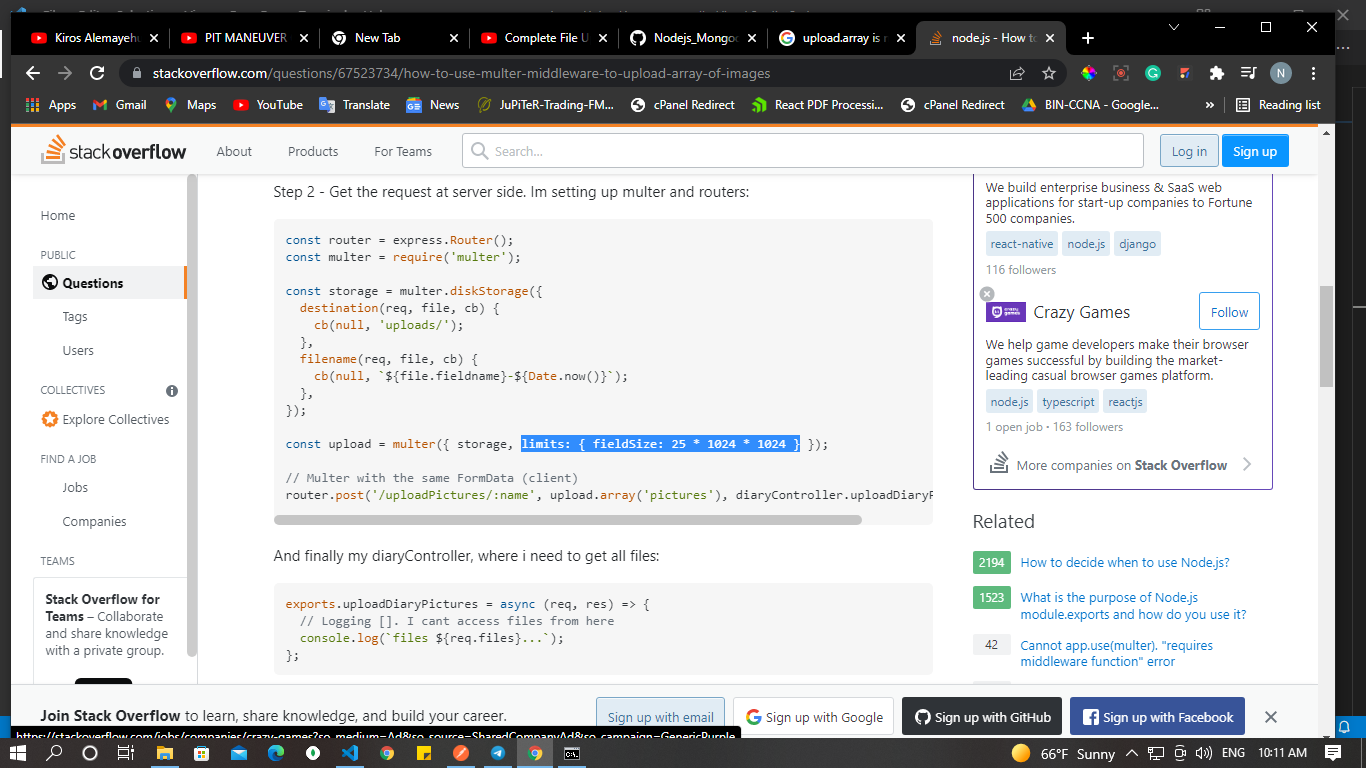 Kiros Alemayehu
PIT MANEUVER
New Tab
Complete File U
Nodejs_Mongo
upload.array is n
node.js - How to
stackoverflow.com/questions/67523734/how-to-use-multer-middleware-to-upload-array-of-images
N
Apps
Gmail
Maps
YouTube
Translate
News
JuPiTeR-Trading-FM...
cPanel Redirect
React PDF Processi...
cPanel Redirect
BIN-CCNA - Google...
»
Reading list
stackoverflow
About
Products
For Teams
Search...
Log in
Sign up
Home
PUBLIC
Questions
Tags
Users
COLLECTIVES
Explore Collectives
FIND A JOB
Jobs
Companies
TEAMS
Stack Overflow for
Teams – Collaborate
and share knowledge
with a private group.
Step 2 - Get the request at server side. Im setting up multer and routers:
const router = express.Router();
const multer = require('multer');
const storage = multer.diskStorage({
destination(req, file, cb) {
cb(null, 'uploads/');
},
filename(req, file, cb) {
cb(null, `${file.fieldname}-${Date.now()}`);
},
});
const upload = multer({ storage, limits: { fieldSize: 25 * 1024 * 1024 } });
// Multer with the same FormData (client)
router.post('/uploadPictures/:name', upload.array('pictures'), diaryController.uploadDiaryP
And finally my diaryController, where i need to get all files:
exports.uploadDiaryPictures = async (req, res) => {
// Logging []. I cant access files from here
console.log(`files ${req.files}...`);
};
We build enterprise business & SaaS web
applications for start-up companies to Fortune
500 companies.
react-native
node.js
django
116 followers
Crazy Games
Follow
We help game developers make their browser
games successful by building the market-
leading casual browser games platform.
node.js
typescript
reactjs
1 open job • 163 followers
More companies on Stack Overflow
Related
2194 How to decide when to use Node.js?
1523 What is the purpose of Node.js
module.exports and how do you use it?
42 Cannot app.use(multer). "requires
middleware function" error
Join Stack Overflow to learn, share knowledge, and build your career.
Sign up with email
Sign up with Google
Sign up with GitHub
Sign up with Facebook
https://stackoverflow.com/jobs/companies/crazy-games?so_medium=Ad&so_source=SharedCompanyAd&so_campaign=GenericPurple
66°F Sunny
ENG
10:11 AM